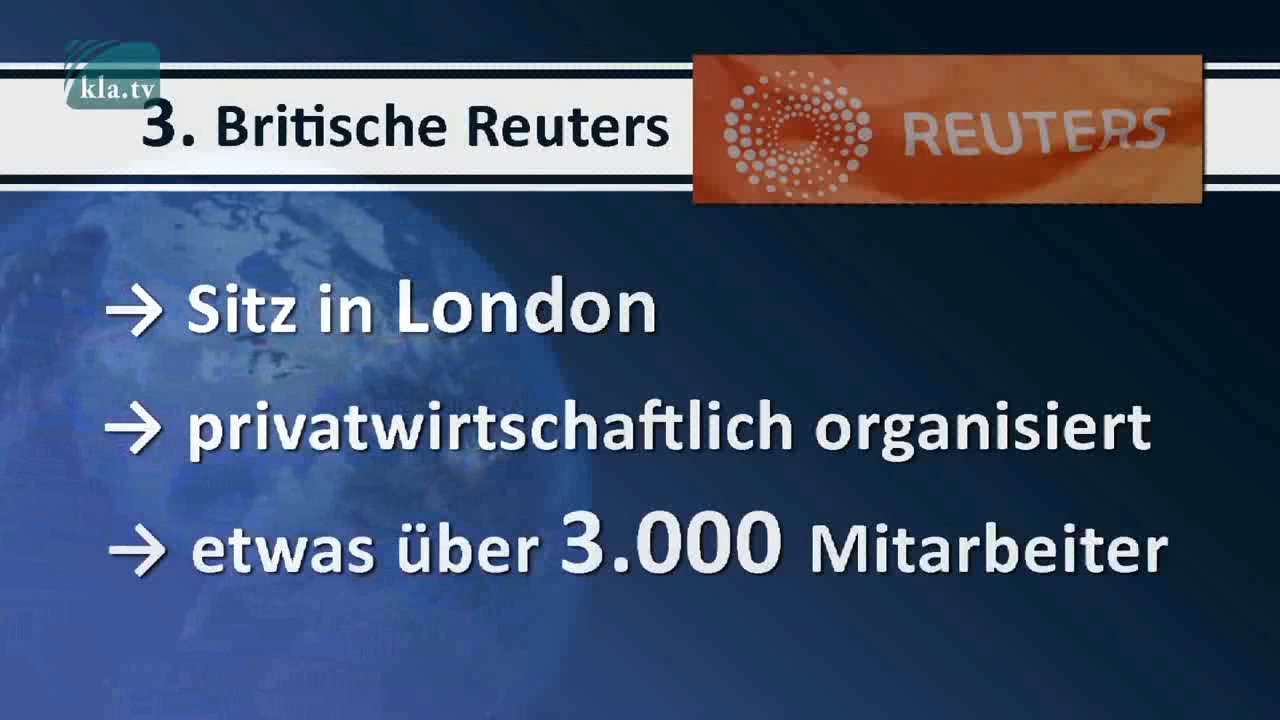 kla.tv
3. Britische Reuters
REUTERS
→ Sitz in London
→ privatwirtschaftlich organisiert
→ etwas über 3.000 Mitarbeiter